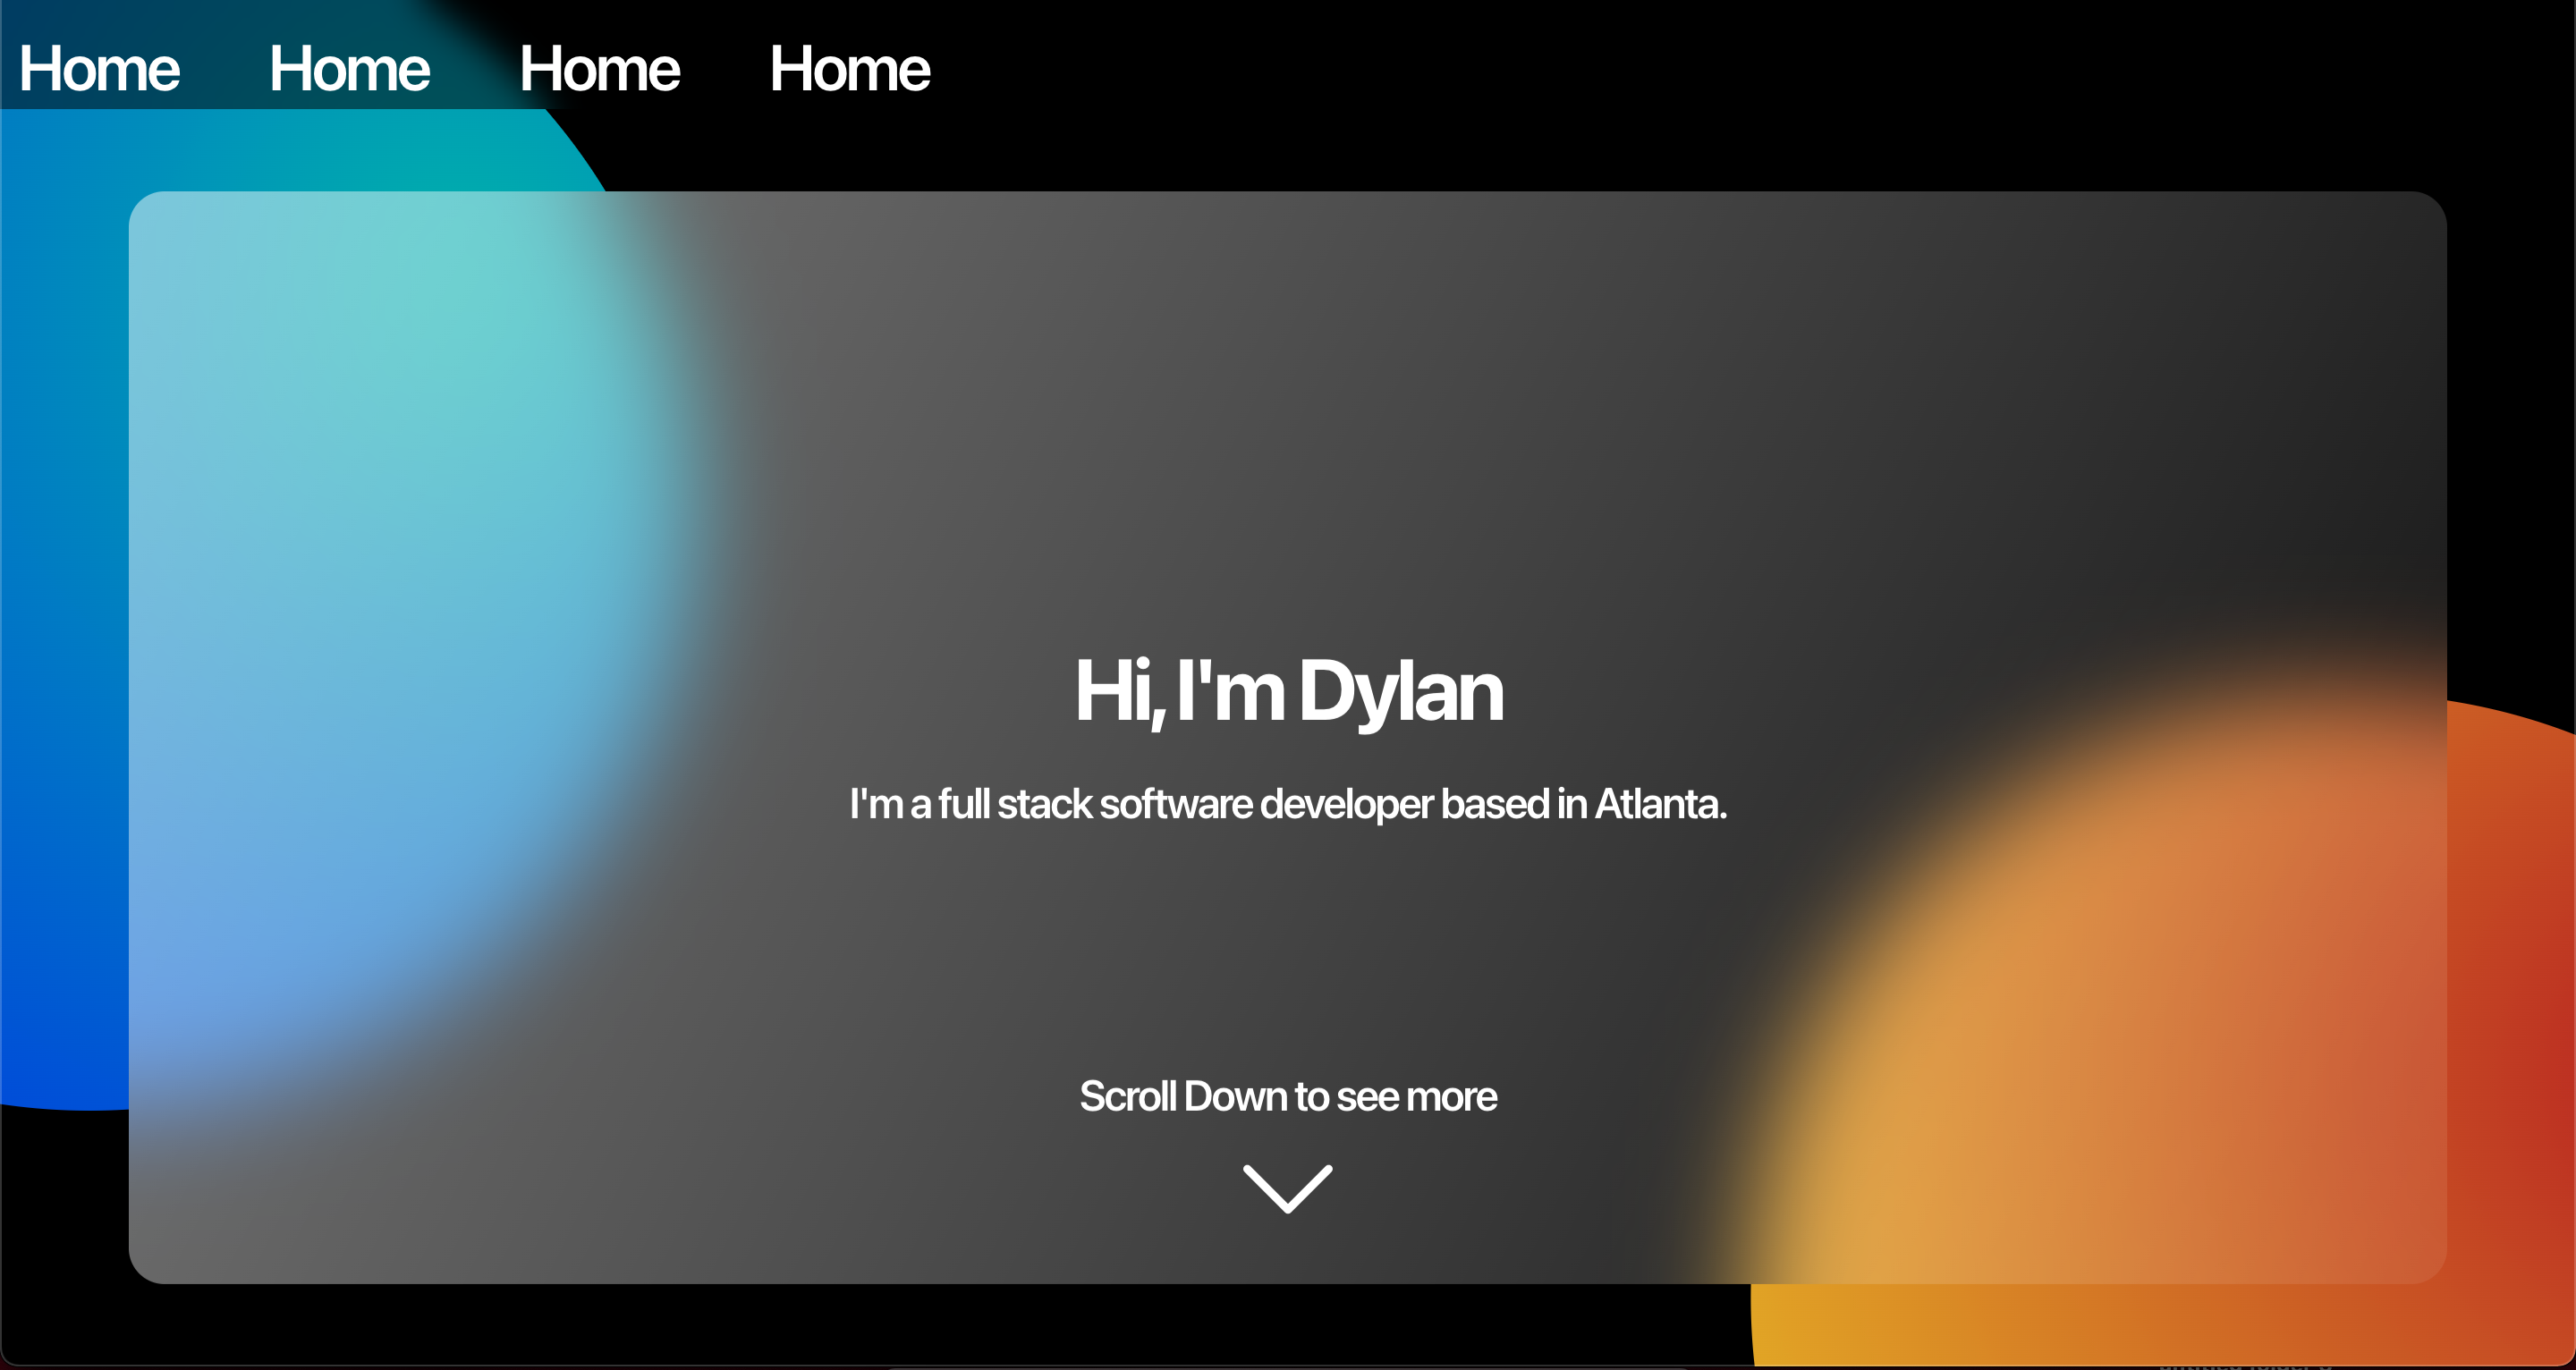 Home Home Home Home
Hi, I'm Dylan
I'm a full stack software developer based in Atlanta.
Scroll Down to see more